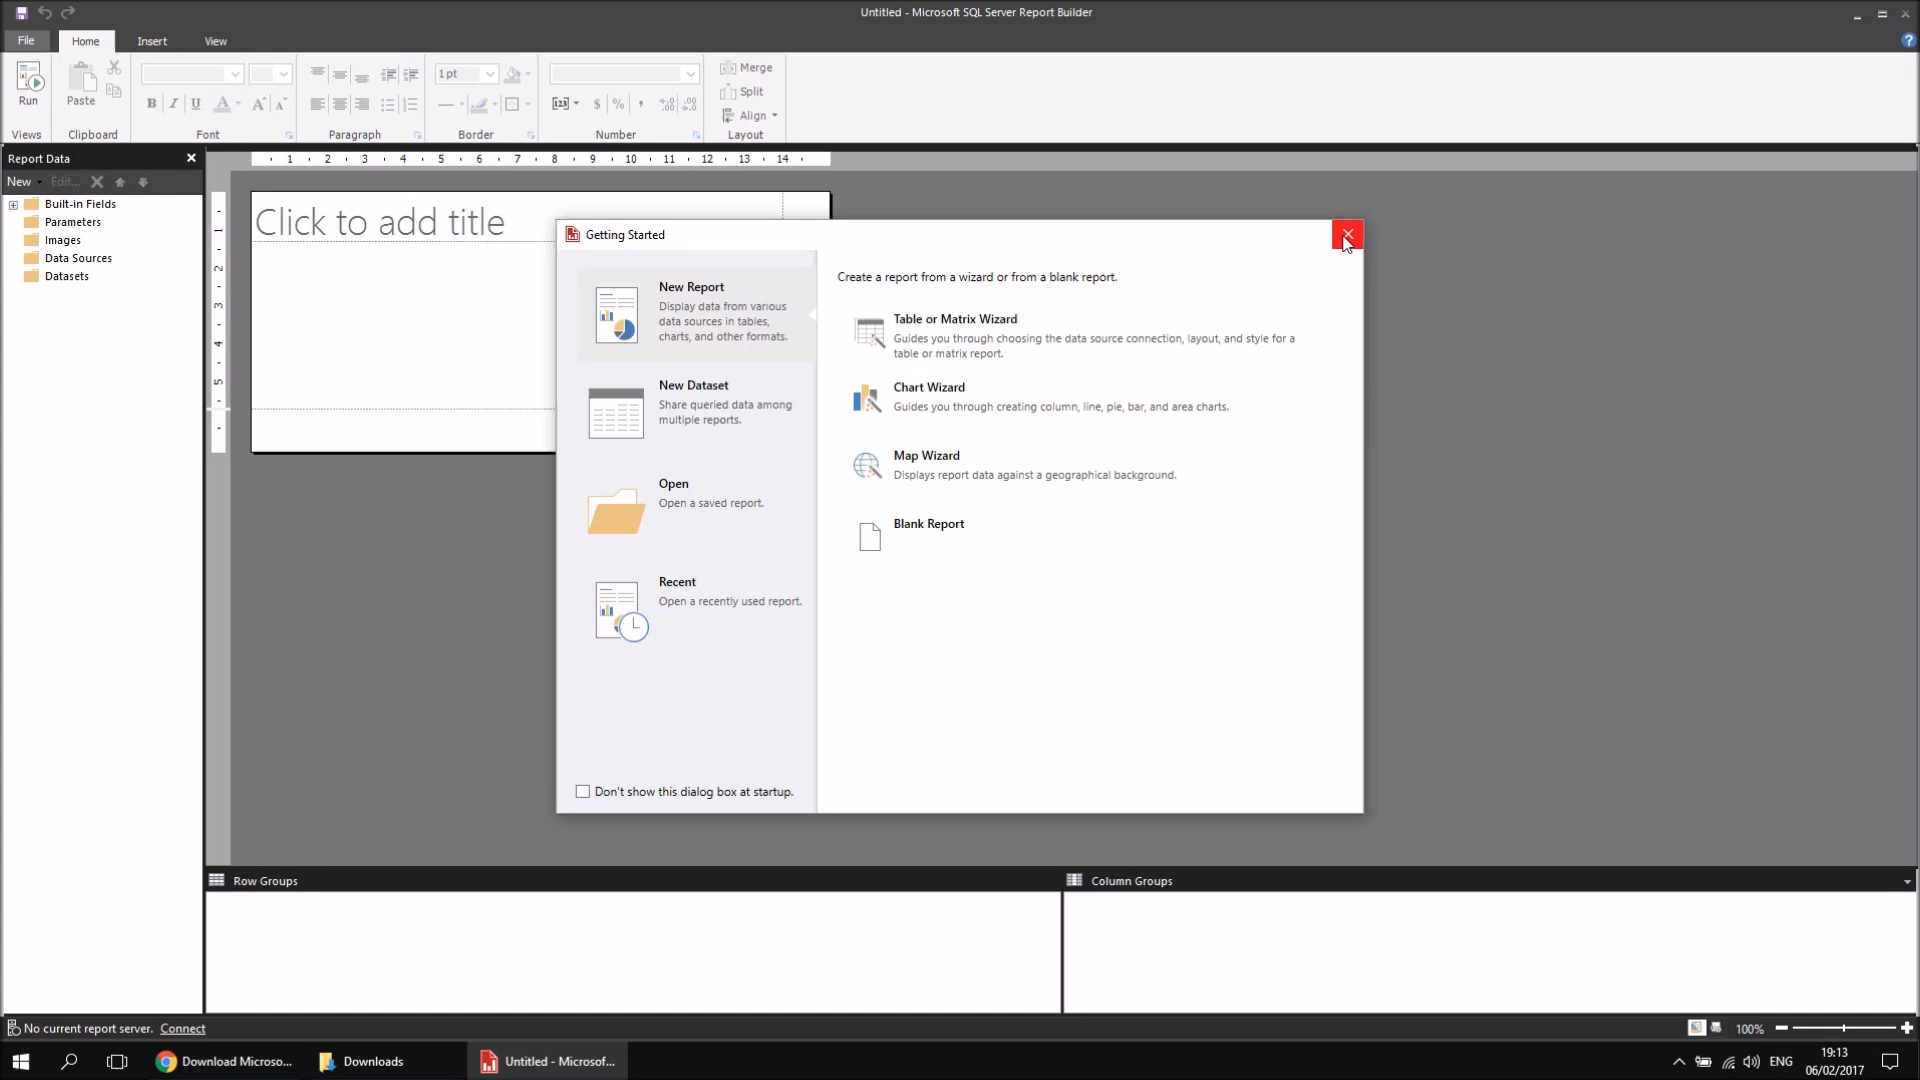 Untitled - Microsoft SQL Server Report Builder
File
Home
Insert
View
Run
Paste
1pt
Merge
Split
Align
Views
Clipboard
Font
Paragraph
Border
Number
Layout
Report Data
New
Edit...
Built-in Fields
Parameters
Images
Data Sources
Datasets
1 2 3 4 5 6 7 8 9 10 11 12 13 14
1
2
3
4
5
Click to add title
Getting Started
New Report
Display data from various
data sources in tables,
charts, and other formats.
New Dataset
Share queried data among
multiple reports.
Open
Open a saved report.
Recent
Open a recently used report.
Don't show this dialog box at startup.
Create a report from a wizard or from a blank report.
Table or Matrix Wizard
Guides you through choosing the data source connection, layout, and style for a
table or matrix report.
Chart Wizard
Guides you through creating column, line, pie, bar, and area charts.
Map Wizard
Displays report data against a geographical background.
Blank Report
Row Groups
Column Groups
No current report server. Connect
100%
Download Microso...
Downloads
Untitled - Microsof...
ENG
19:13
06/02/2017